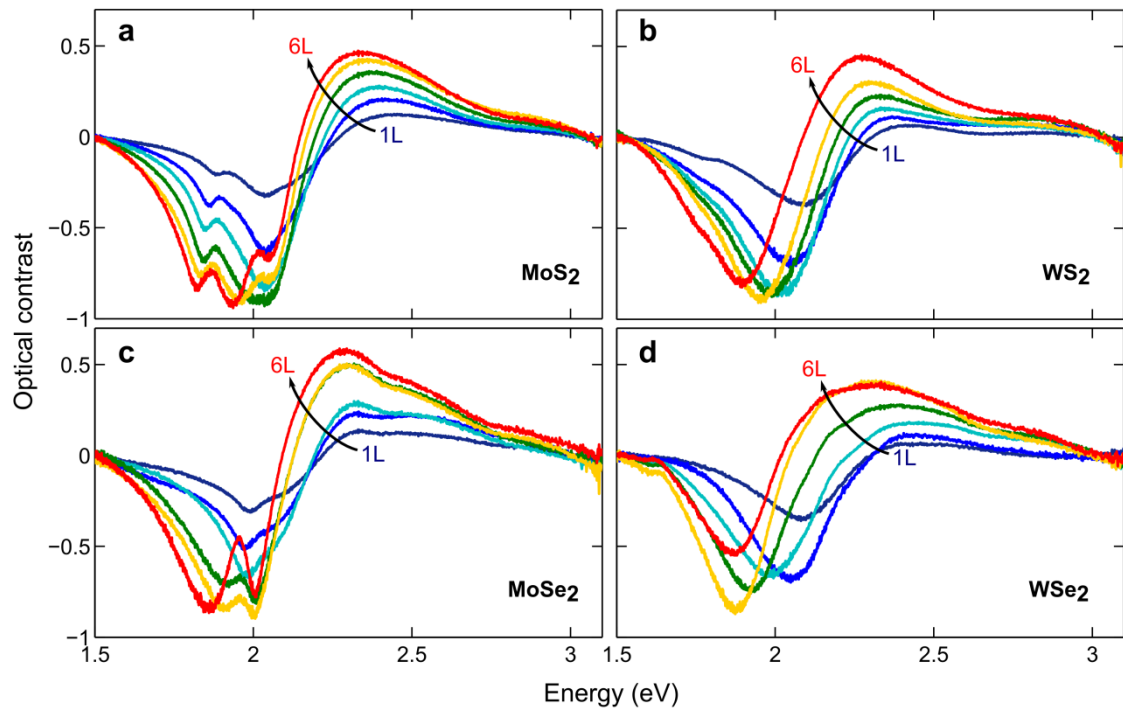 a
6L
1L
MoS2
b
6L
1L
WS2
c
6L
1L
MoSe2
d
6L
1L
WSe2
0.5
0
−0.5
−1
0.5
0
−0.5
−1
1.5
2
2.5
3
1.5
2
2.5
3
Optical contrast
Energy (eV)